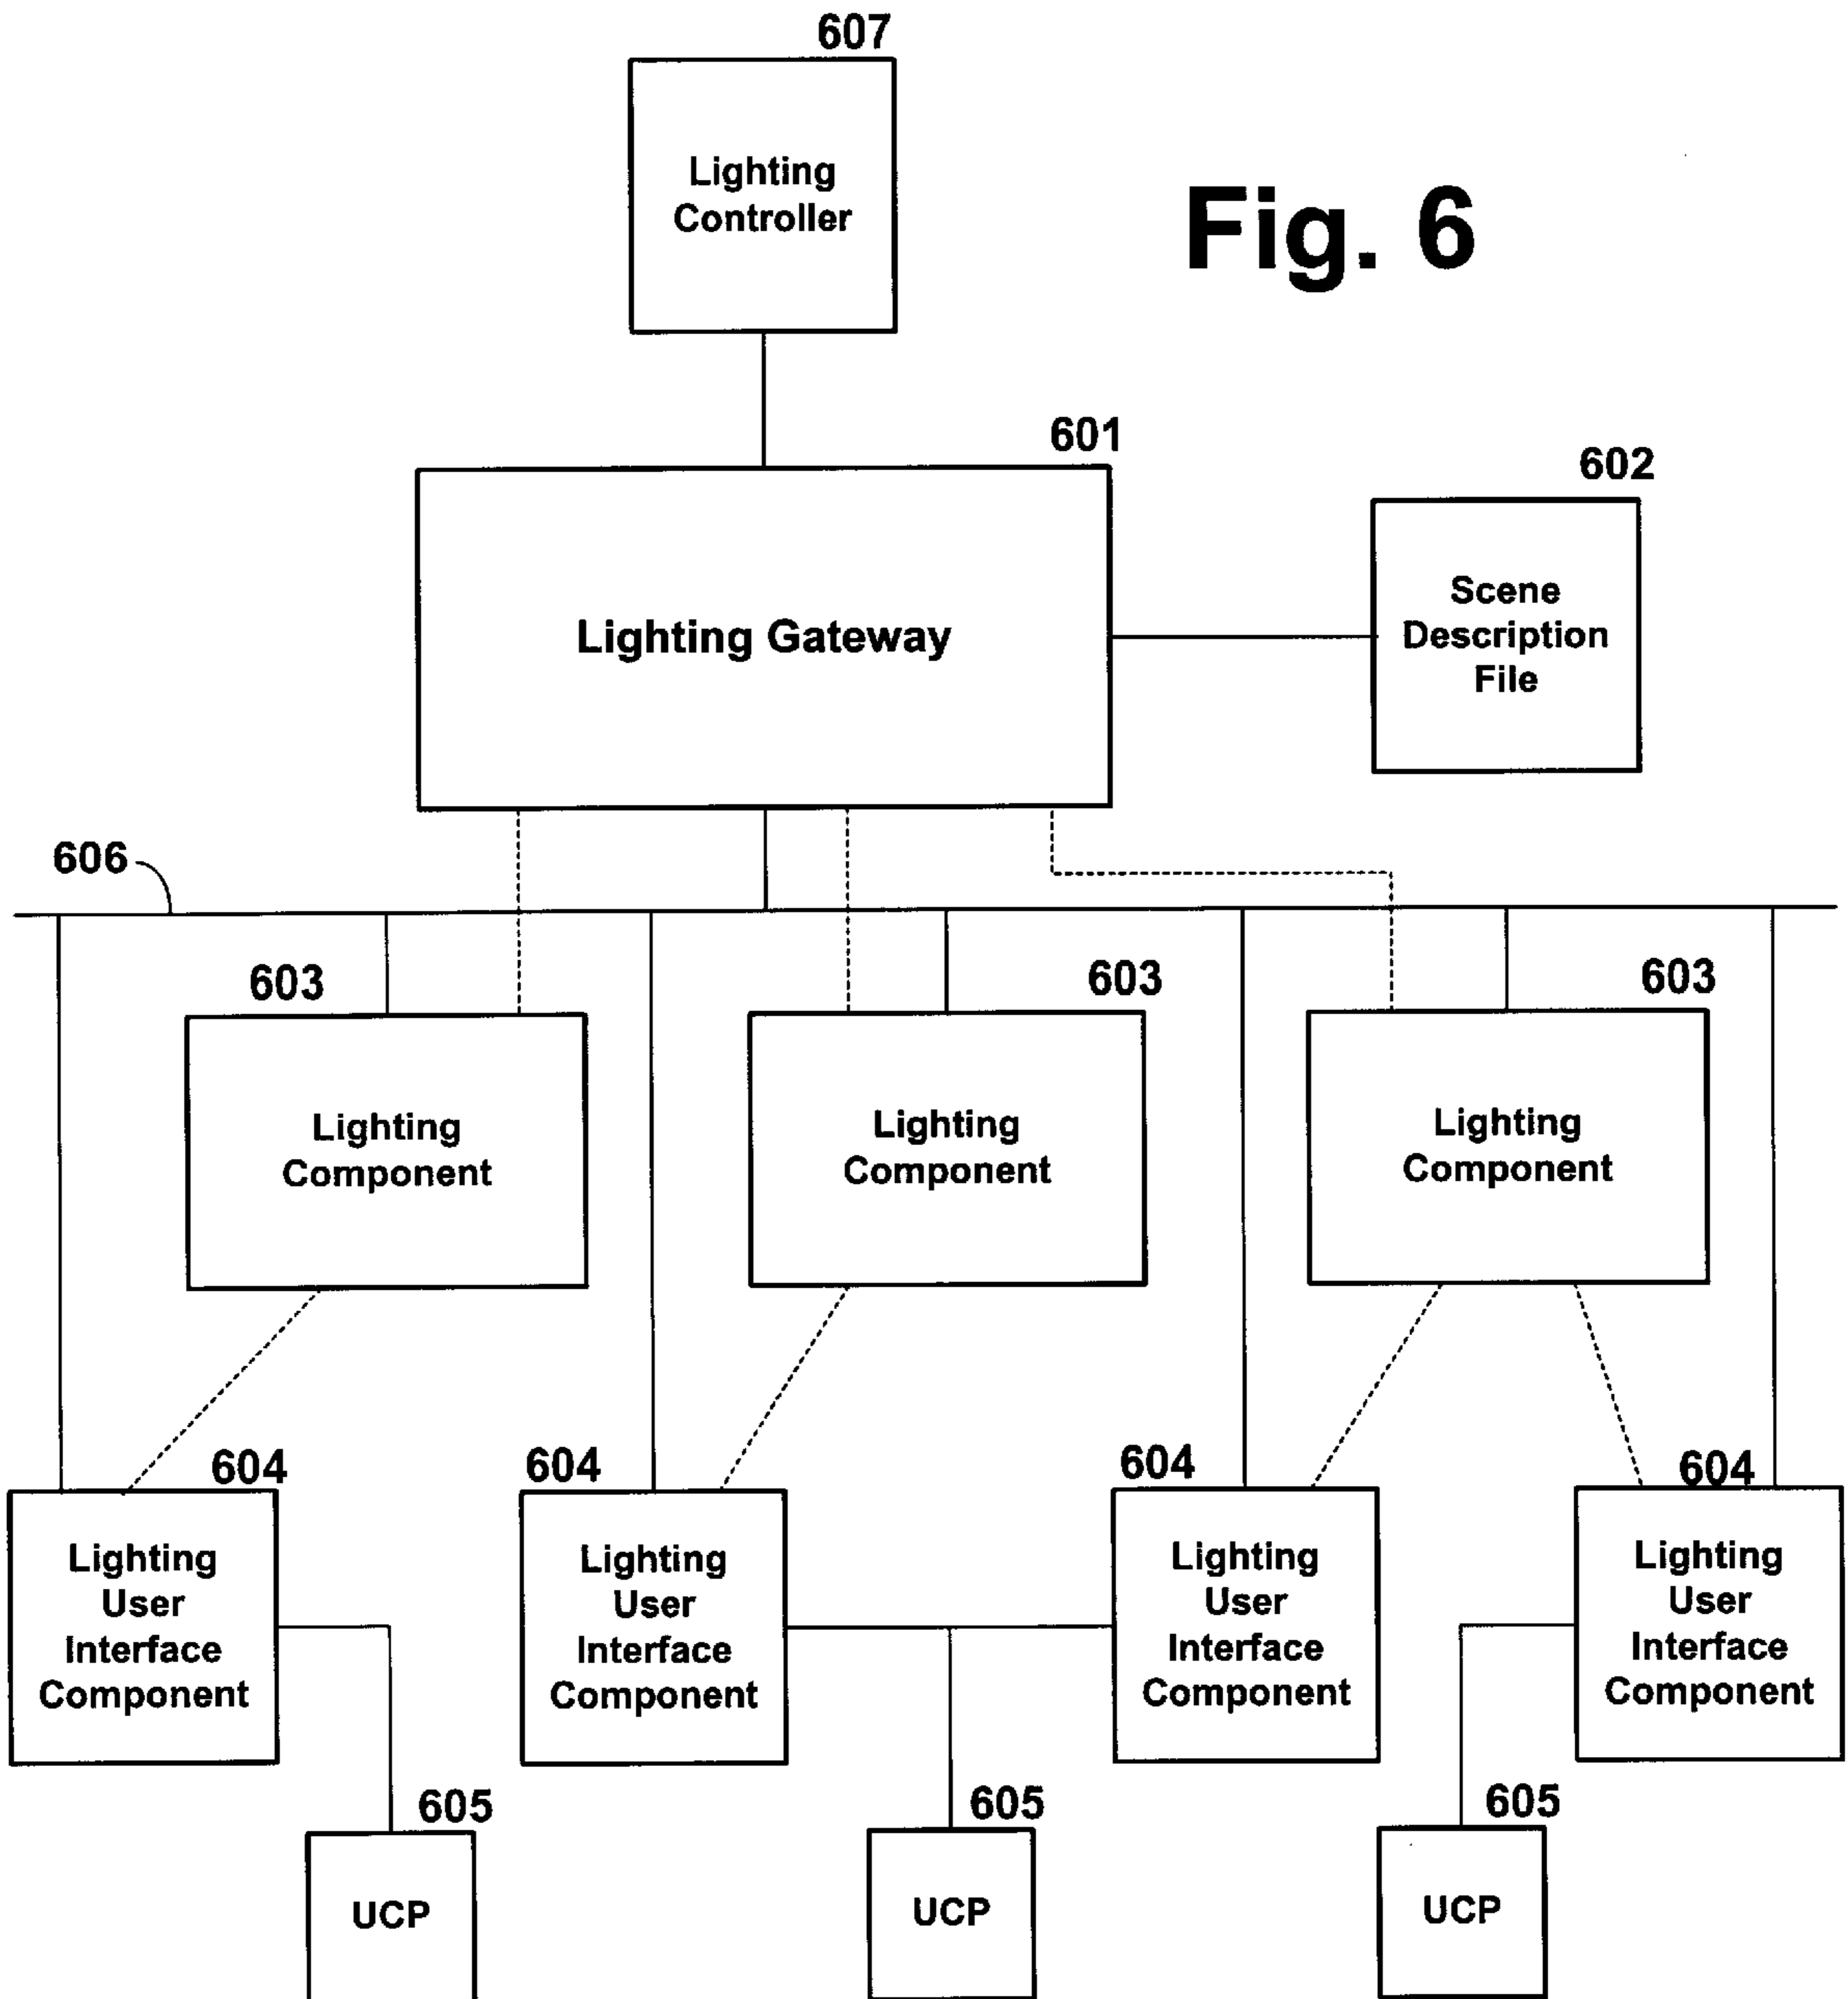 607
Lighting
Controller
Fig. 6
601
602
Lighting Gateway
Scene
Description
File
606
603
603
603
Lighting
Component
Lighting
Component
Lighting
Component
604
604
604
604
Lighting
User
Interface
Component
Lighting
User
Interface
Component
Lighting
User
Interface
Component
Lighting
User
Interface
Component
605
605
605
UCP
UCP
UCP